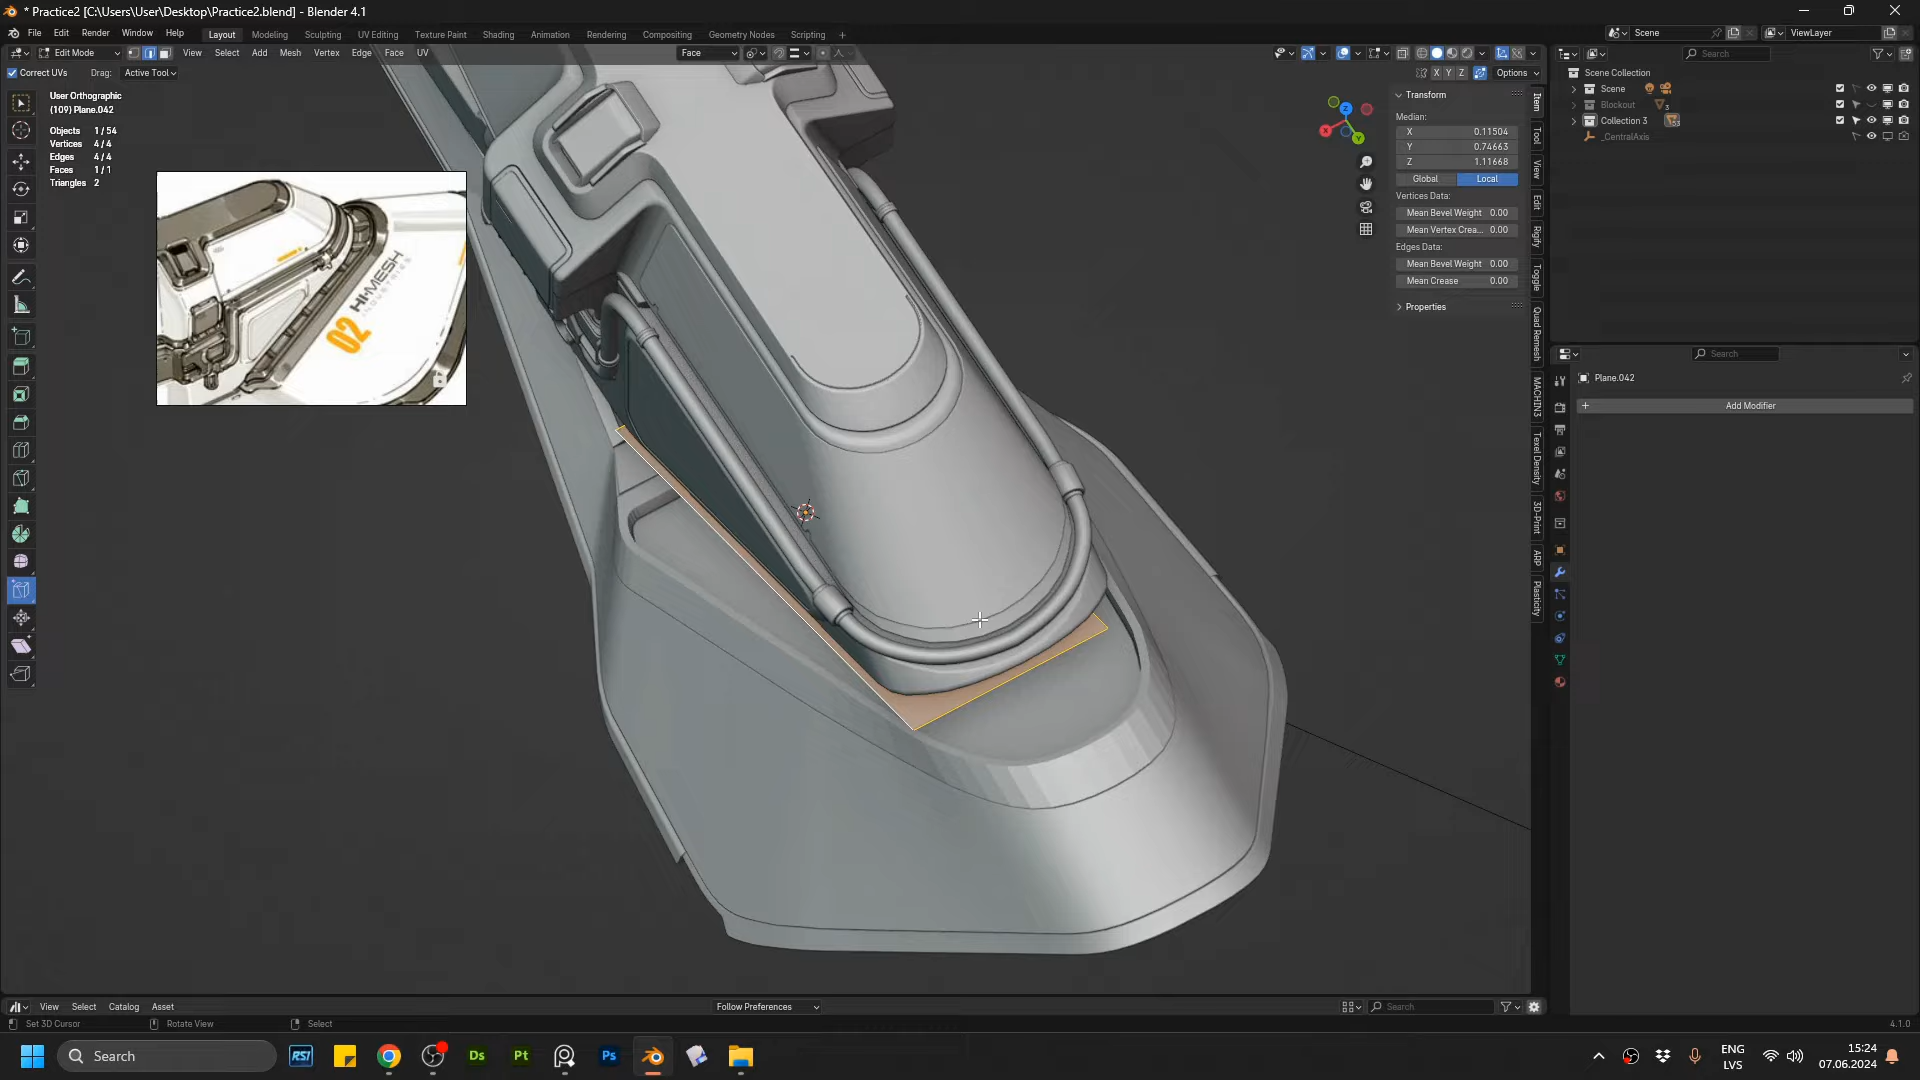 * Practice2 [C:\Users\User\Desktop\Practice2.blend] - Blender 4.1
File Edit Render Window Help Layout Modeling Sculpting UV Editing Texture Paint Shading Animation Rendering Compositing Geometry Nodes Scripting + Scene ViewLayer
Edit Mode View Select Add Mesh Vertex Edge Face UV Face Search
Correct UVs Drag: Active Tool X Y Z Options
User Orthographic
(109) Plane.042
Objects 1 / 54
Vertices 4 / 4
Edges 4 / 4
Faces 1 / 1
Triangles 2
HI-MESH
INDUSTRIES
02
X
Y
Z
Transform
Median:
X 0.11504
Y 0.74663
Z 1.11668
Global Local
Vertices Data:
Mean Bevel Weight 0.00
Mean Vertex Crea... 0.00
Edges Data:
Mean Bevel Weight 0.00
Mean Crease 0.00
Properties
Item
Tool
View
Edit
Rigify
Toggle
Quad Remesh
MACHIN3
Texel Density
3D-Print
ARP
Plasticity
Scene Collection
Scene
Blockout 3
Collection 3 53
_CentralAxis
Search
Plane.042
+ Add Modifier
View Select Catalog Asset Follow Preferences Search
Set 3D Cursor Rotate View Select 4.1.0
Search RSI Ds Pt Ps ENG 15:24
LVS 07.06.2024